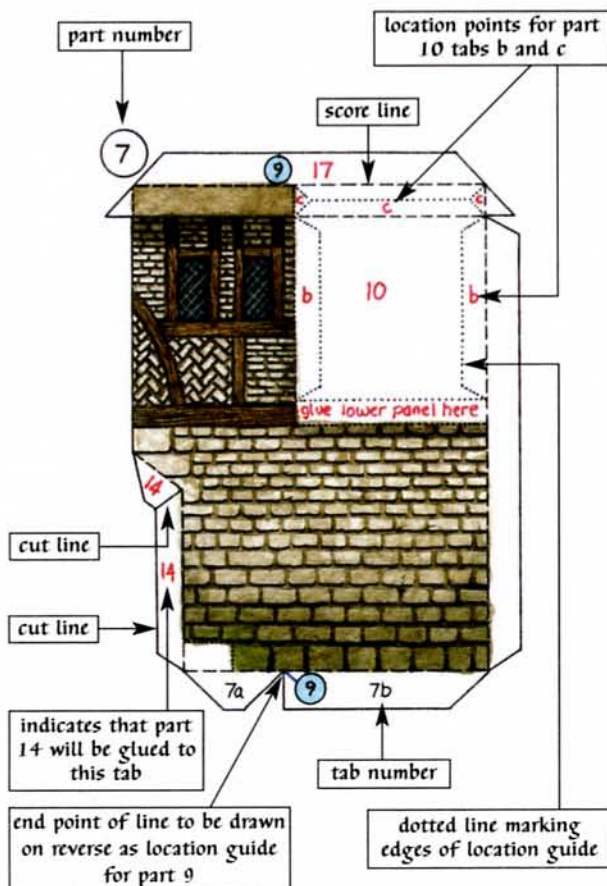 part number
location points for part
10 tabs b and c
score line
7
9
17
c
c
c
b
10
b
glue lower panel here
14
cut line
14
cut line
7a
9
7b
indicates that part
14 will be glued to
this tab
tab number
end point of line to be drawn
on reverse as location guide
for part 9
dotted line marking
edges of location guide